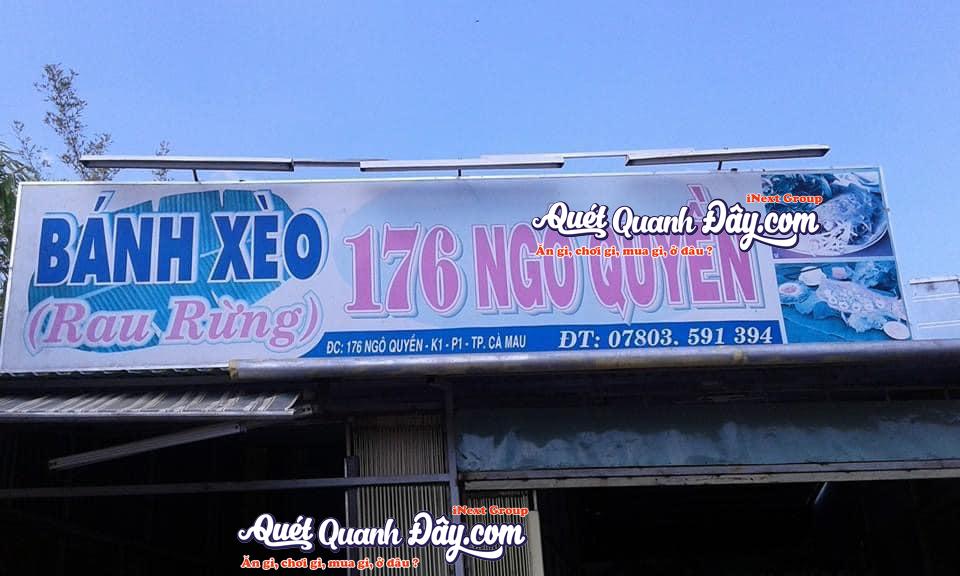 BÁNH XÈO
(Rau Rừng)
176 NGÔ QUYỀN
ĐC: 176 NGÔ QUYỀN - K1 - P1 - TP. CÀ MAU
ĐT: 07803. 591 394
iNext Group
Quét Quanh Đây.com
Ăn gì, chơi gì, mua gì, ở đâu ?
iNext Group
Quét Quanh Đây.com
Ăn gì, chơi gì, mua gì, ở đâu ?